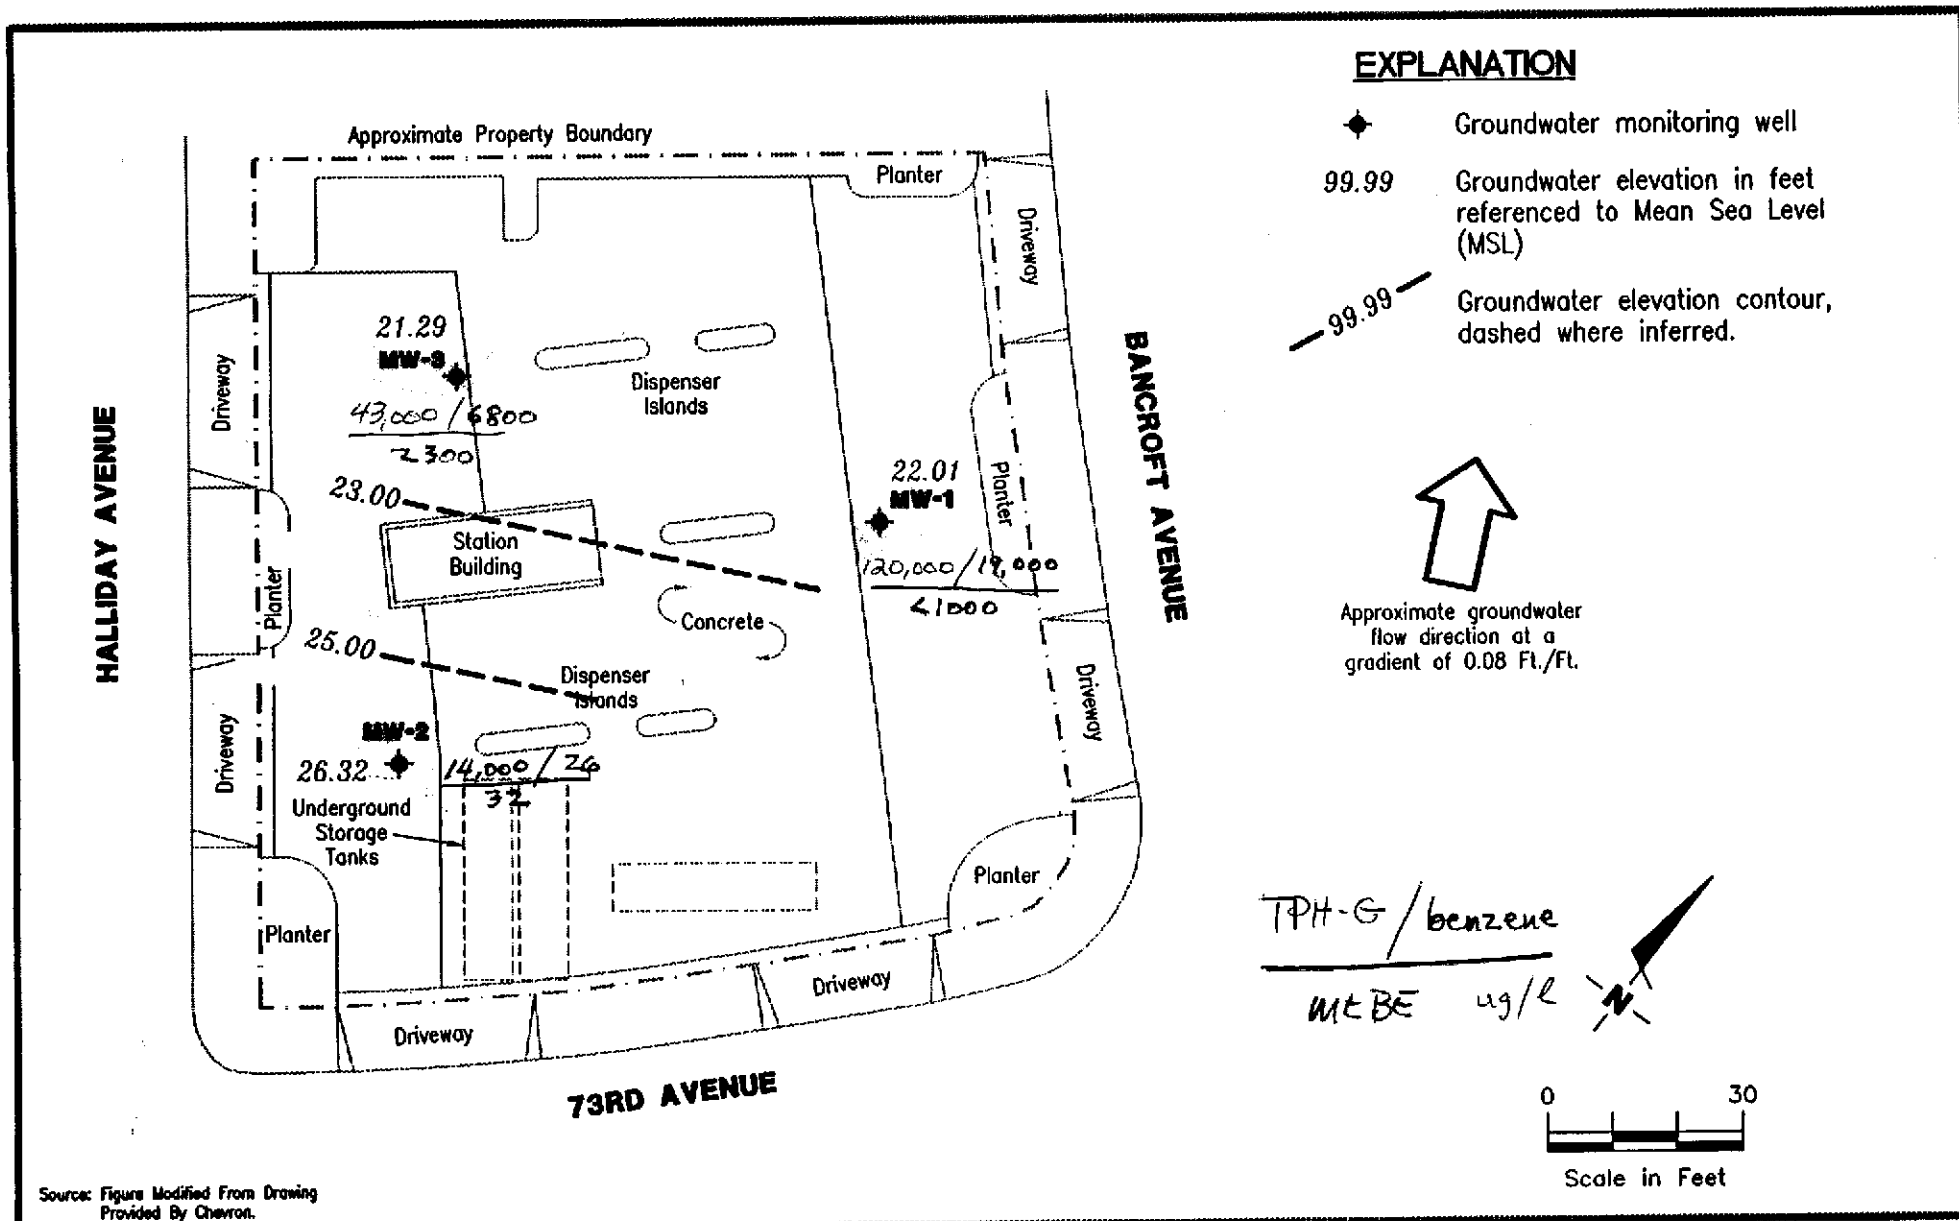 EXPLANATION
Groundwater monitoring well
99.99 Groundwater elevation in feet
referenced to Mean Sea Level
(MSL)
99.99 Groundwater elevation contour,
dashed where inferred.
Approximate groundwater
flow direction at a
gradient of 0.08 Ft./Ft.
TPH-G / benzene
MtBE ug/l
N
0 30
Scale in Feet
Approximate Property Boundary
Planter
Driveway
21.29
MW-3
43,000 / 6800
2300
Driveway
Dispenser
Islands
HALLIDAY AVENUE
BANCROFT AVENUE
22.01
MW-1
Planter
120,000 / 19,000
<1000
23.00
Station
Building
Planter
Concrete
25.00
Dispenser
Islands
Driveway
Driveway
MW-2
26.32
14,000 / 26
32
Underground
Storage
Tanks
Planter
Planter
Driveway
Driveway
73RD AVENUE
Source: Figure Modified From Drawing
Provided By Chevron.